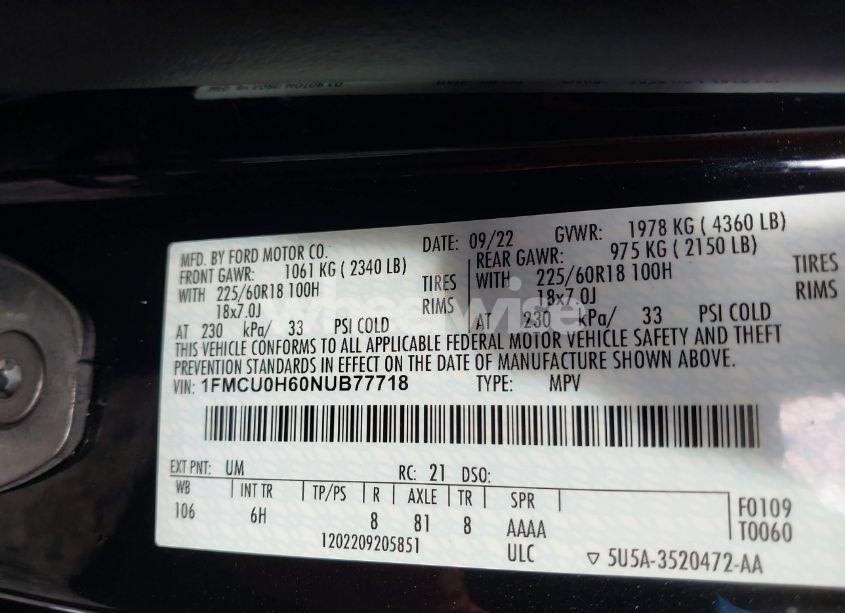 MFD. BY FORD MOTOR CO.
DATE: 09/22 GVWR: 1978 KG ( 4360 LB)
FRONT GAWR: 1061 KG ( 2340 LB) REAR GAWR: 975 KG ( 2150 LB)
WITH 225/60R18 100H TIRES WITH 225/60R18 100H TIRES
18x7.0J RIMS 18x7.0J RIMS
AT 230 kPa/ 33 PSI COLD AT 230 kPa/ 33 PSI COLD
THIS VEHICLE CONFORMS TO ALL APPLICABLE FEDERAL MOTOR VEHICLE SAFETY AND THEFT
PREVENTION STANDARDS IN EFFECT ON THE DATE OF MANUFACTURE SHOWN ABOVE.
VIN: 1FMCU0H60NUB77718 TYPE: MPV
EXT PNT: UM RC: 21 DSO:
WB INT TR TP/PS R AXLE TR SPR
106 6H 8 81 8 AAAA
F0109
T0060
1202209205851 ULC
5U5A-3520472-AA